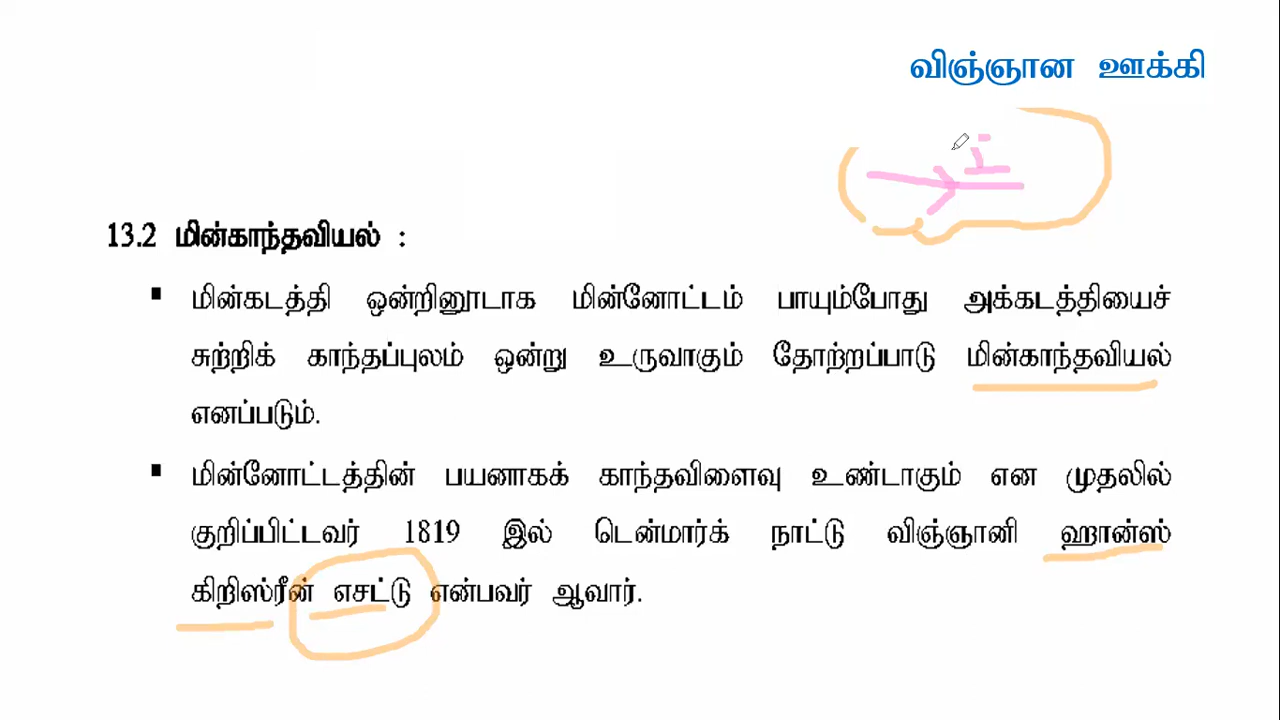 விஞ்ஞான ஊக்கி
i
13.2 மின்காந்தவியல் :
▪ மின்கடத்தி ஒன்றினூடாக மின்னோட்டம் பாயும்போது அக்கடத்தியைச்
சுற்றிக் காந்தப்புலம் ஒன்று உருவாகும் தோற்றப்பாடு மின்காந்தவியல்
எனப்படும்.
▪ மின்னோட்டத்தின் பயனாகக் காந்தவிளைவு உண்டாகும் என முதலில்
குறிப்பிட்டவர் 1819 இல் டென்மார்க் நாட்டு விஞ்ஞானி ஹான்ஸ்
கிறிஸ்ரீன் எசட்டு என்பவர் ஆவார்.